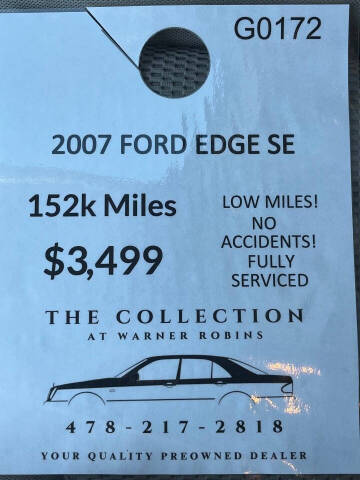 G0172
2007 FORD EDGE SE
152k Miles
$3,499
LOW MILES!
NO
ACCIDENTS!
FULLY
SERVICED
THE COLLECTION
AT WARNER ROBINS
478-217-2818
YOUR QUALITY PREOWNED DEALER